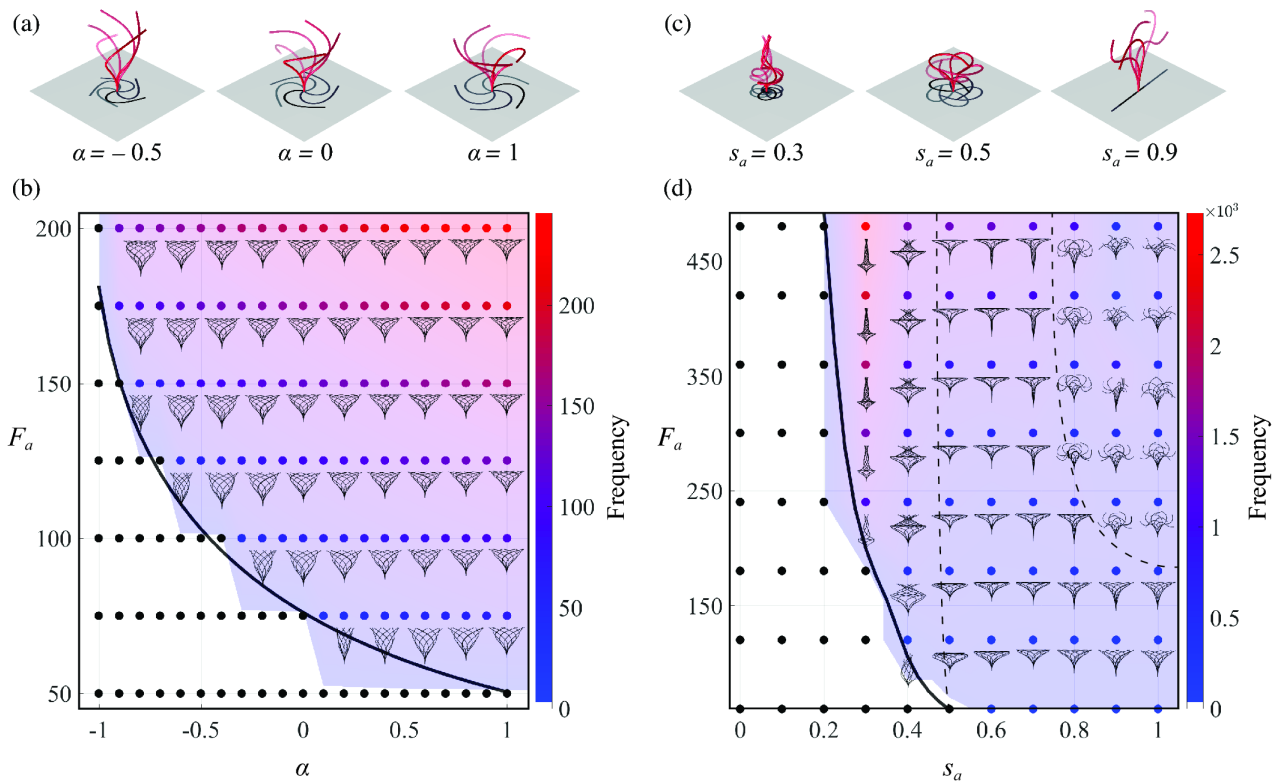 (a)
α = − 0.5
α = 0
α = 1
(b)
200
150
100
50
F_a
-1
-0.5
0
0.5
1
α
200
150
100
50
0
Frequency
(c)
s_a = 0.3
s_a = 0.5
s_a = 0.9
(d)
450
350
250
150
F_a
0
0.2
0.4
0.6
0.8
1
s_a
×10³
2.5
2
1.5
1
0.5
0
Frequency